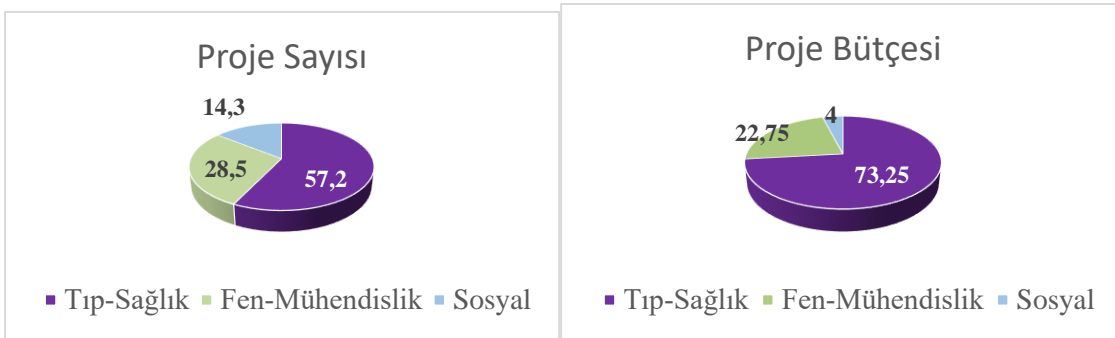 Proje Sayısı
14,3
28,5
57,2
Tıp-Sağlık Fen-Mühendislik Sosyal
Proje Bütçesi
4
22,75
73,25
Tıp-Sağlık Fen-Mühendislik Sosyal